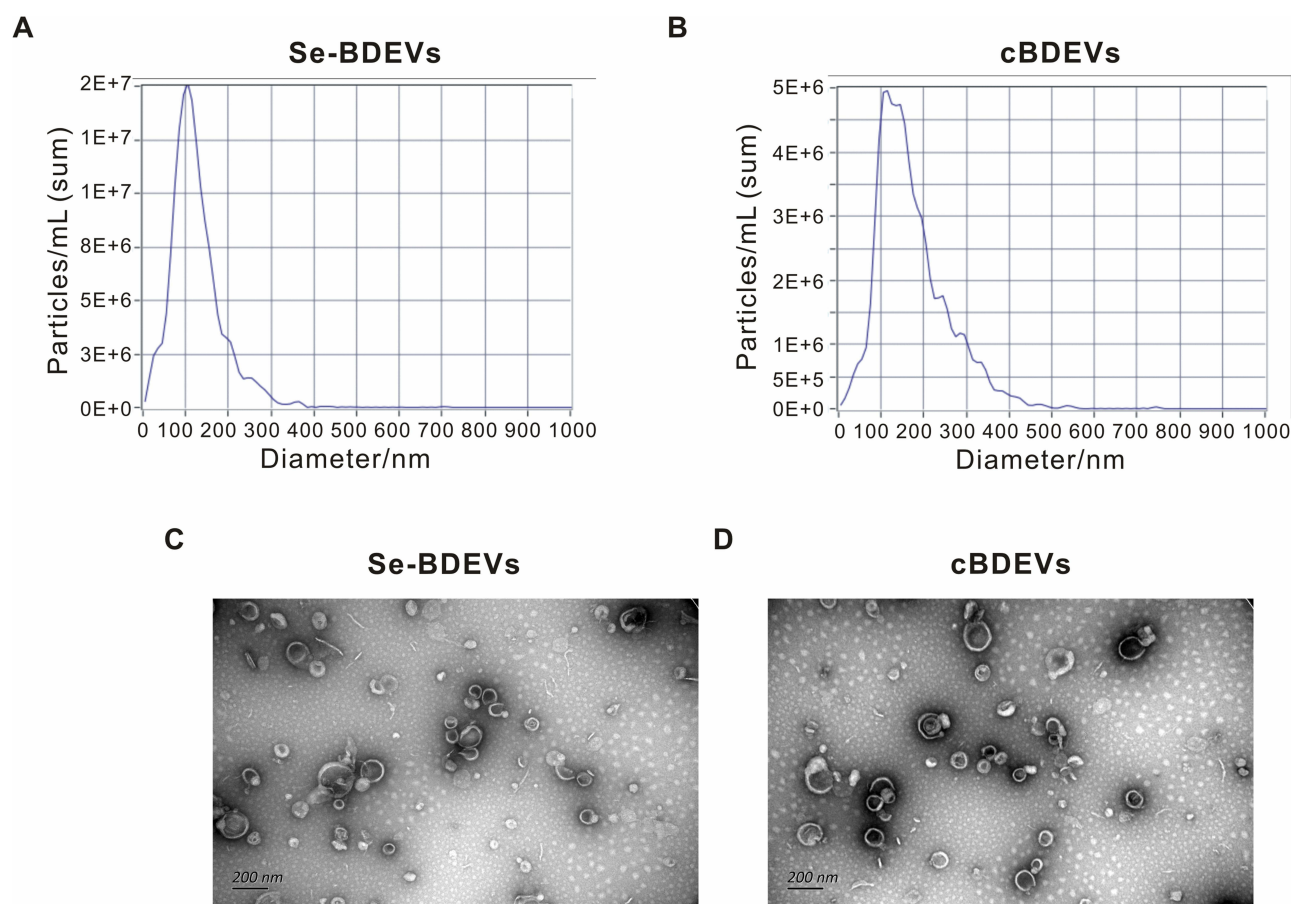 A
B
Se-BDEVs
cBDEVs
Particles/mL (sum)
2E+7
1E+7
1E+7
8E+6
5E+6
3E+6
0E+0
0 100 200 300 400 500 600 700 800 900 1000
Diameter/nm
Particles/mL (sum)
5E+6
4E+6
3E+6
2E+6
1E+6
5E+5
0E+0
0 100 200 300 400 500 600 700 800 900 1000
Diameter/nm
C
D
Se-BDEVs
cBDEVs
200 nm
200 nm